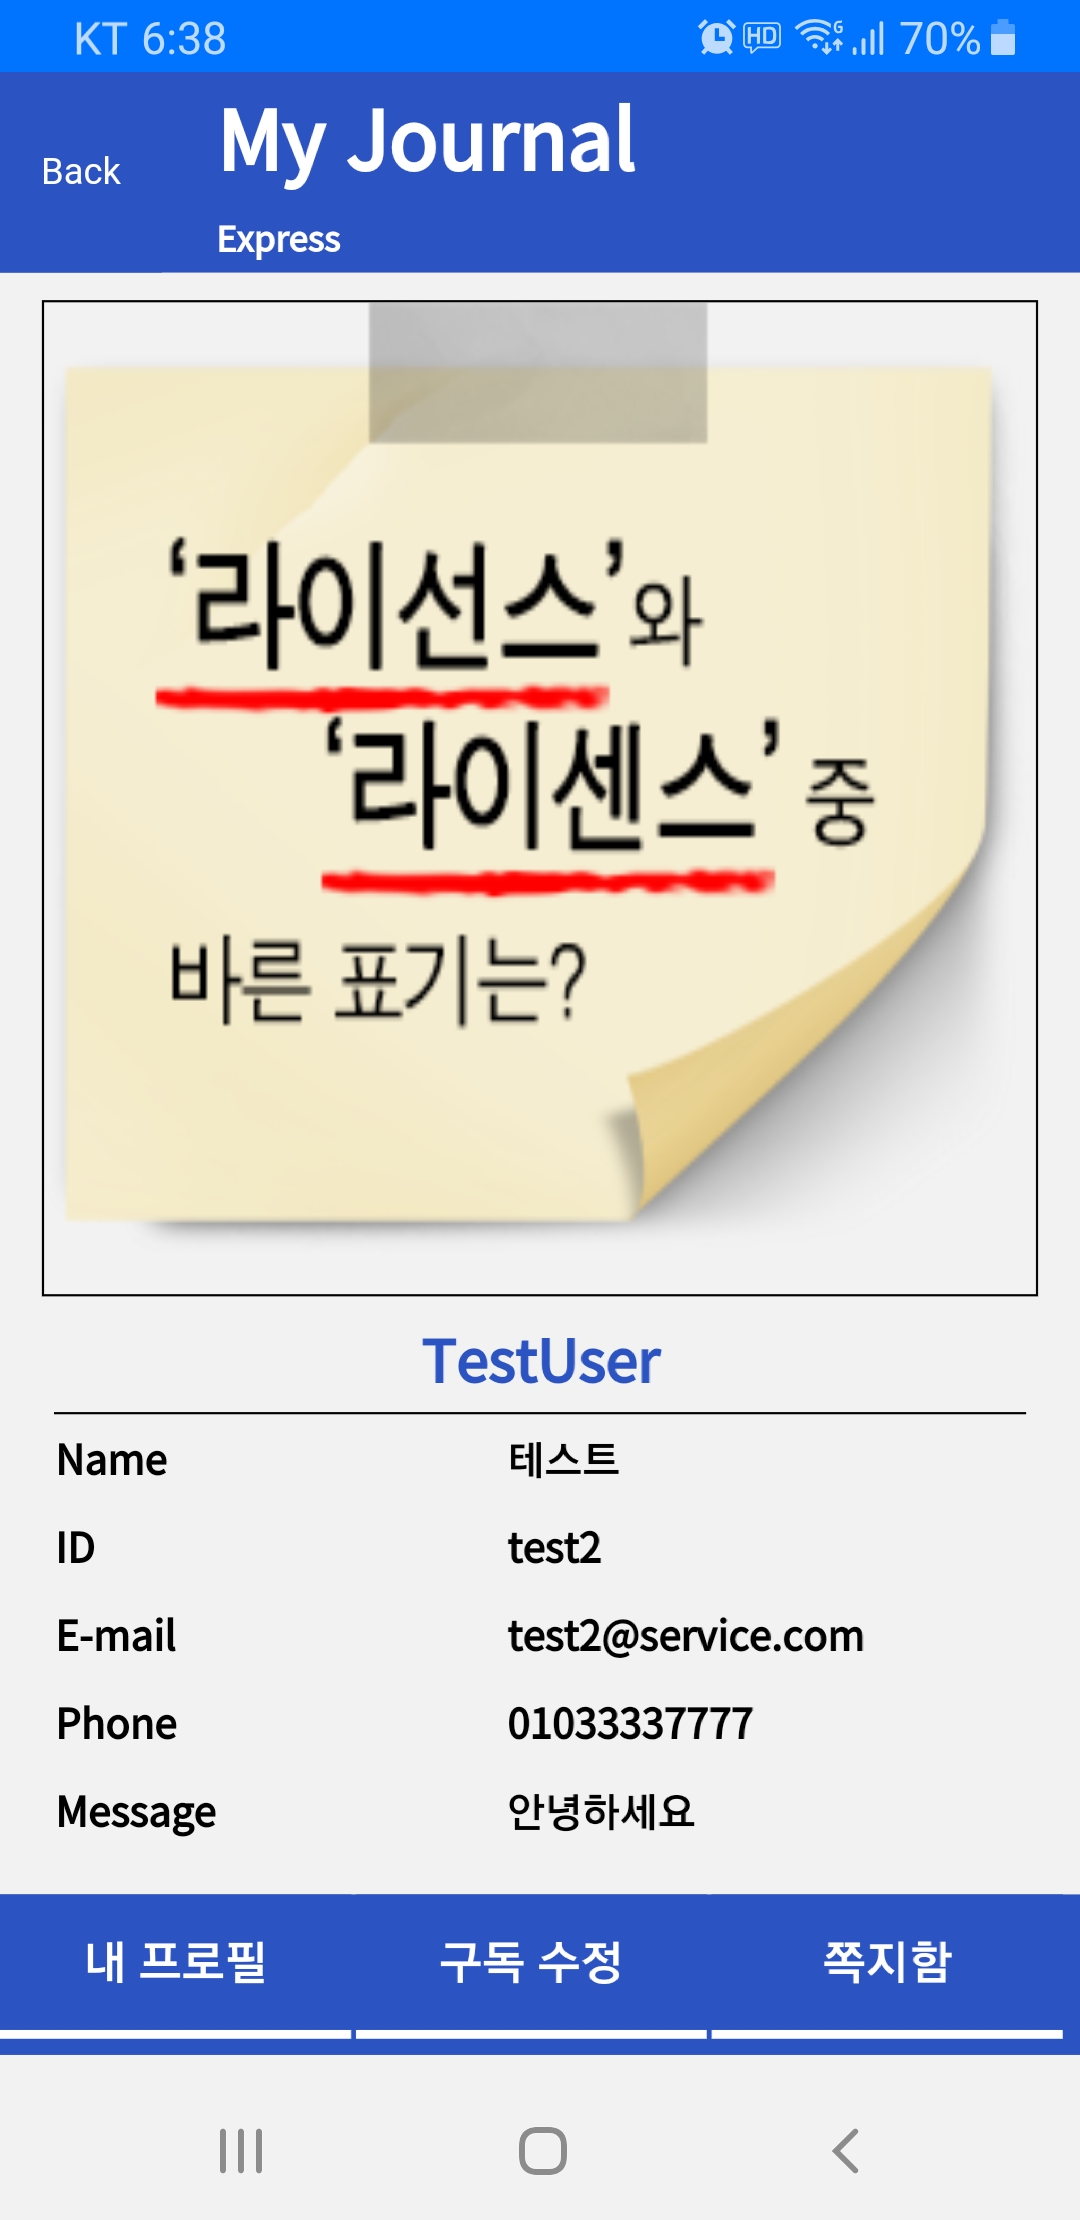 KT 6:38 HD G 70%
Back
My Journal
Express
‘라이선스’와
‘라이센스’ 중
바른 표기는?
TestUser
Name 테스트
ID test2
E-mail test2@service.com
Phone 01033337777
Message 안녕하세요
내 프로필 구독 수정 쪽지함